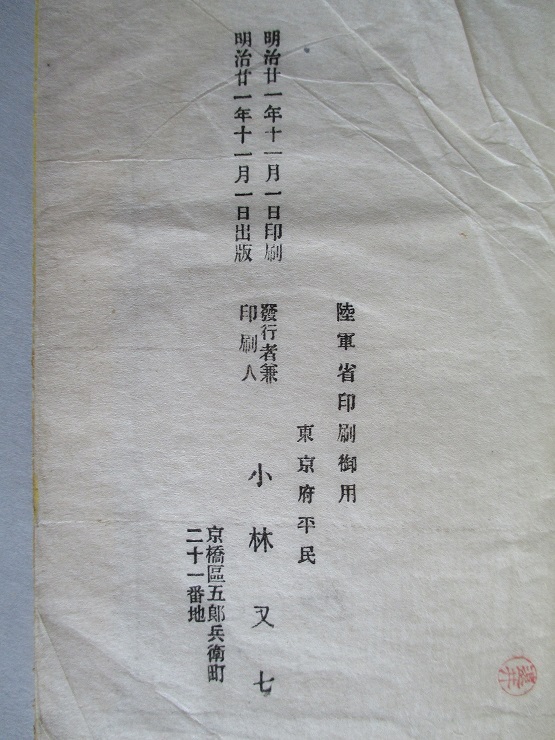 明治廿一年十一月一日印刷
明治廿一年十一月一日出版
陸軍省印刷御用
東京府平民
發行者兼
印刷人
小林又七
京橋區五郎兵衞町
二十一番地